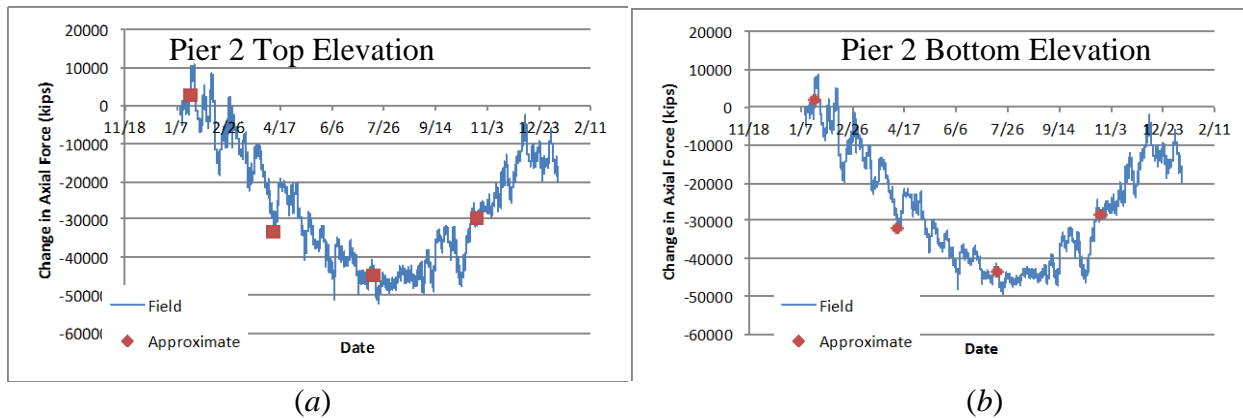 Pier 2 Top Elevation
Change in Axial Force (kips)
20000
10000
0
-10000
-20000
-30000
-40000
-50000
-60000
11/18 1/7 2/26 4/17 6/6 7/26 9/14 11/3 12/23 2/11
Field
Approximate
Date
(a)
Pier 2 Bottom Elevation
Change in Axial Force (kips)
20000
10000
0
-10000
-20000
-30000
-40000
-50000
-60000
11/18 1/7 2/26 4/17 6/6 7/26 9/14 11/3 12/23 2/11
Field
Approximate
Date
(b)